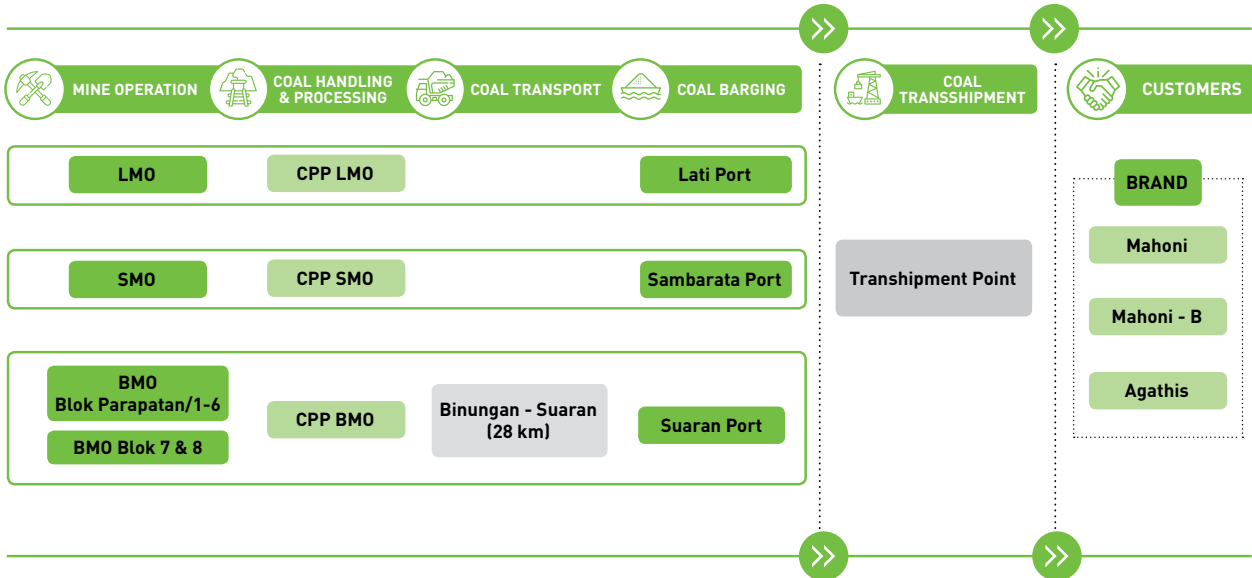 MINE OPERATION
COAL HANDLING
& PROCESSING
COAL TRANSPORT
COAL BARGING
COAL
TRANSSHIPMENT
CUSTOMERS
LMO
CPP LMO
Lati Port
SMO
CPP SMO
Sambarata Port
BMO
Blok Parapatan/1-6
BMO Blok 7 & 8
CPP BMO
Binungan - Suaran
(28 km)
Suaran Port
Transhipment Point
BRAND
Mahoni
Mahoni - B
Agathis